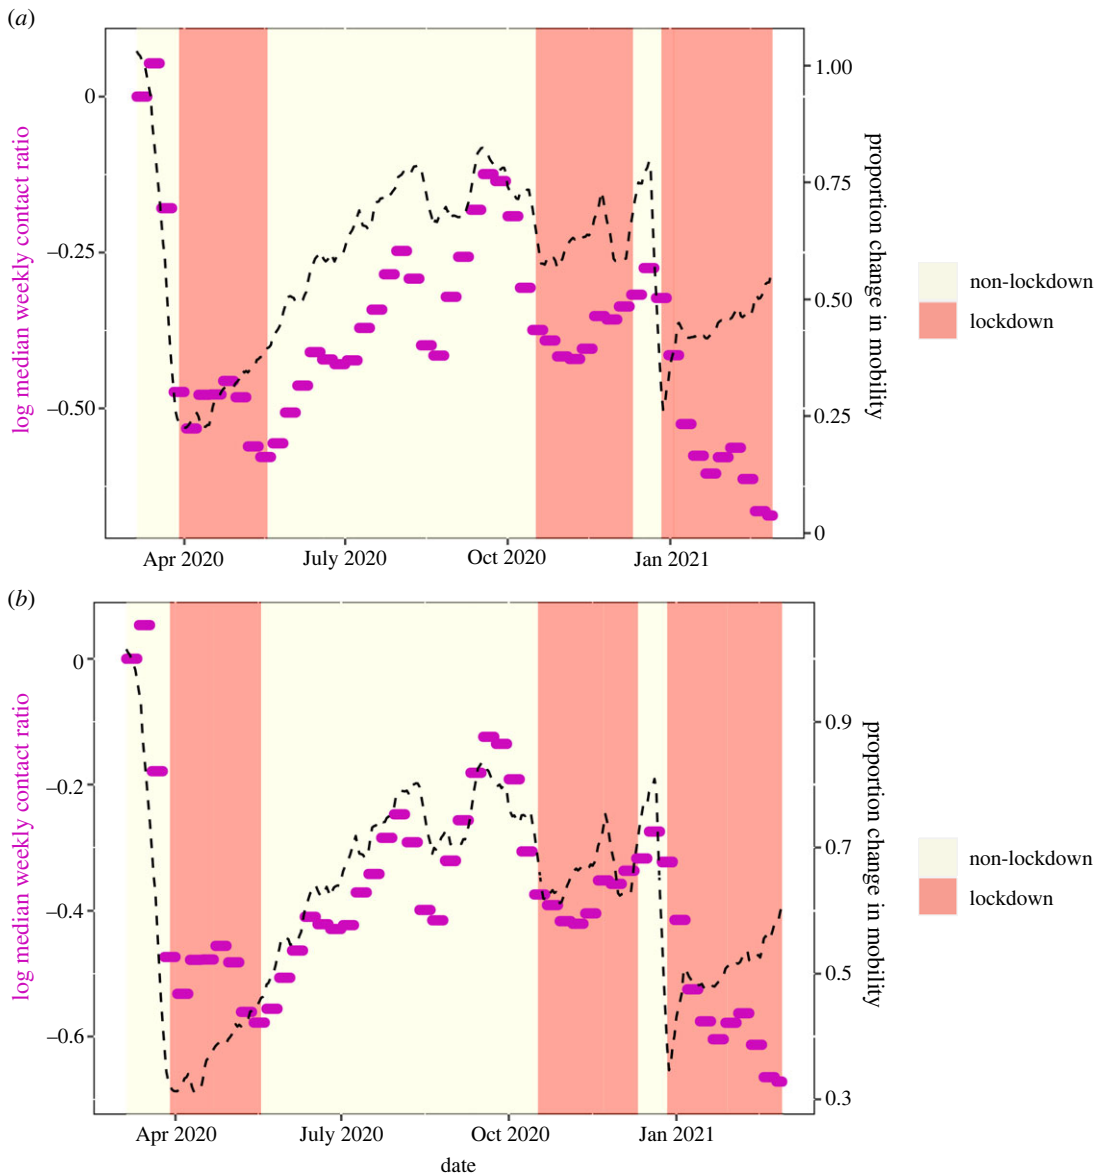 (a)
log median weekly contact ratio
0
−0.25
−0.50
1.00
0.75
0.50
0.25
0
proportion change in mobility
Apr 2020
July 2020
Oct 2020
Jan 2021
non-lockdown
lockdown
(b)
log median weekly contact ratio
0
−0.2
−0.4
−0.6
0.9
0.7
0.5
0.3
proportion change in mobility
Apr 2020
July 2020
Oct 2020
Jan 2021
date
non-lockdown
lockdown